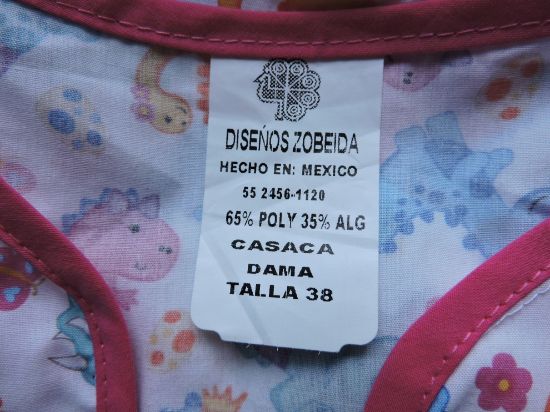 DISEÑOS ZOBEIDA
HECHO EN: MEXICO
55 2456-1120
65% POLY 35% ALG
CASACA
DAMA
TALLA 38